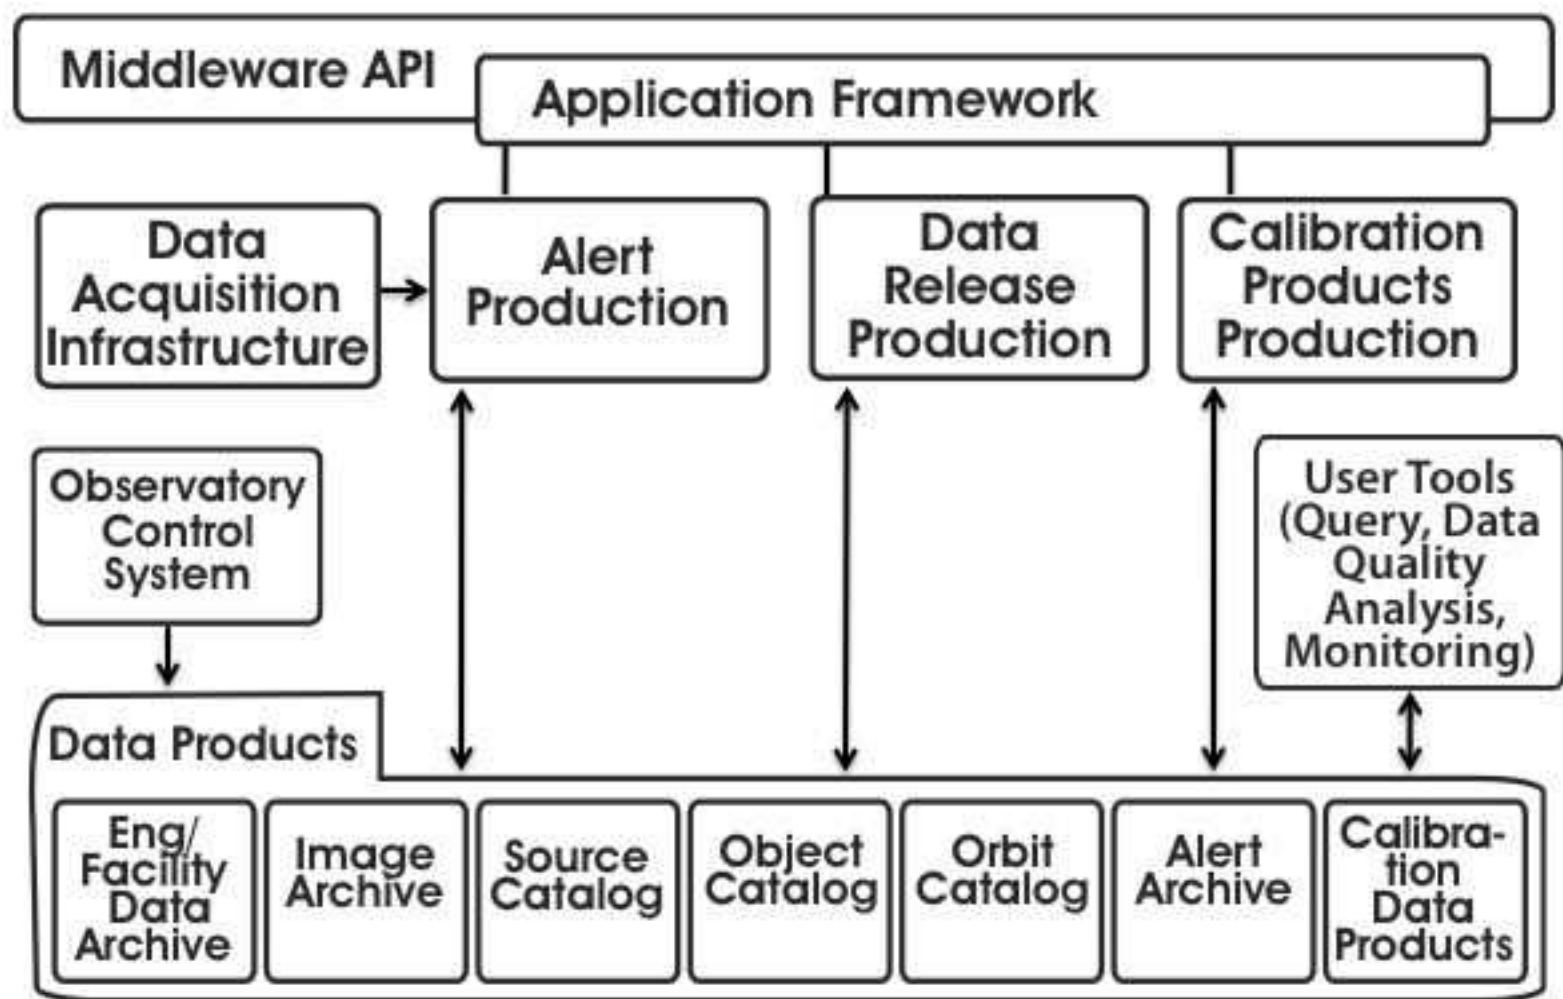 Middleware API
Application Framework
Data
Acquisition
Infrastructure
Alert
Production
Data
Release
Production
Calibration
Products
Production
Observatory
Control
System
User Tools
(Query, Data
Quality
Analysis,
Monitoring)
Data Products
Eng/
Facility
Data
Archive
Image
Archive
Source
Catalog
Object
Catalog
Orbit
Catalog
Alert
Archive
Calibra-
tion
Data
Products